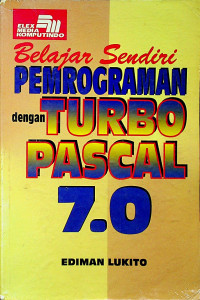 ELEX
MEDIA
KOMPUTINDO
Belajar Sendiri
PEMROGRAMAN
dengan TURBO
PASCAL
7.0
EDIMAN LUKITO